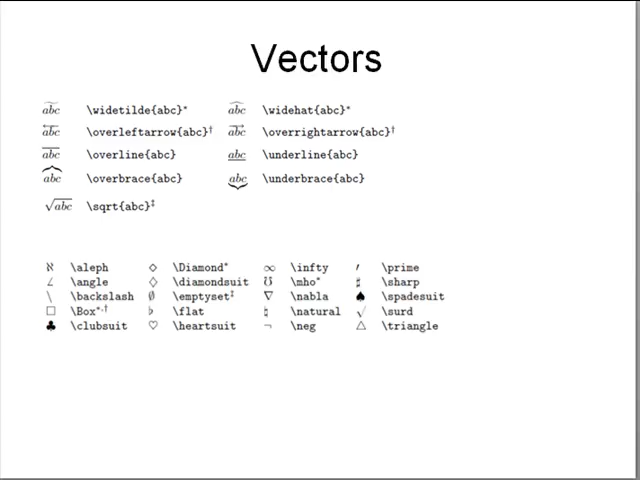 Vectors
abc \widetilde{abc}* abc \widehat{abc}*
abc \overleftarrow{abc}† abc \overrightarrow{abc}†
abc \overline{abc} abc \underline{abc}
abc \overbrace{abc} abc \underbrace{abc}
√abc \sqrt{abc}‡
ℵ \aleph ◇ \Diamond* ∞ \infty ′ \prime
∠ \angle ♢ \diamondsuit ℧ \mho* ♯ \sharp
\ \backslash ∅ \emptyset‡ ∇ \nabla ♠ \spadesuit
□ \Box*,† ♭ \flat ♮ \natural √ \surd
♣ \clubsuit ♡ \heartsuit ¬ \neg △ \triangle